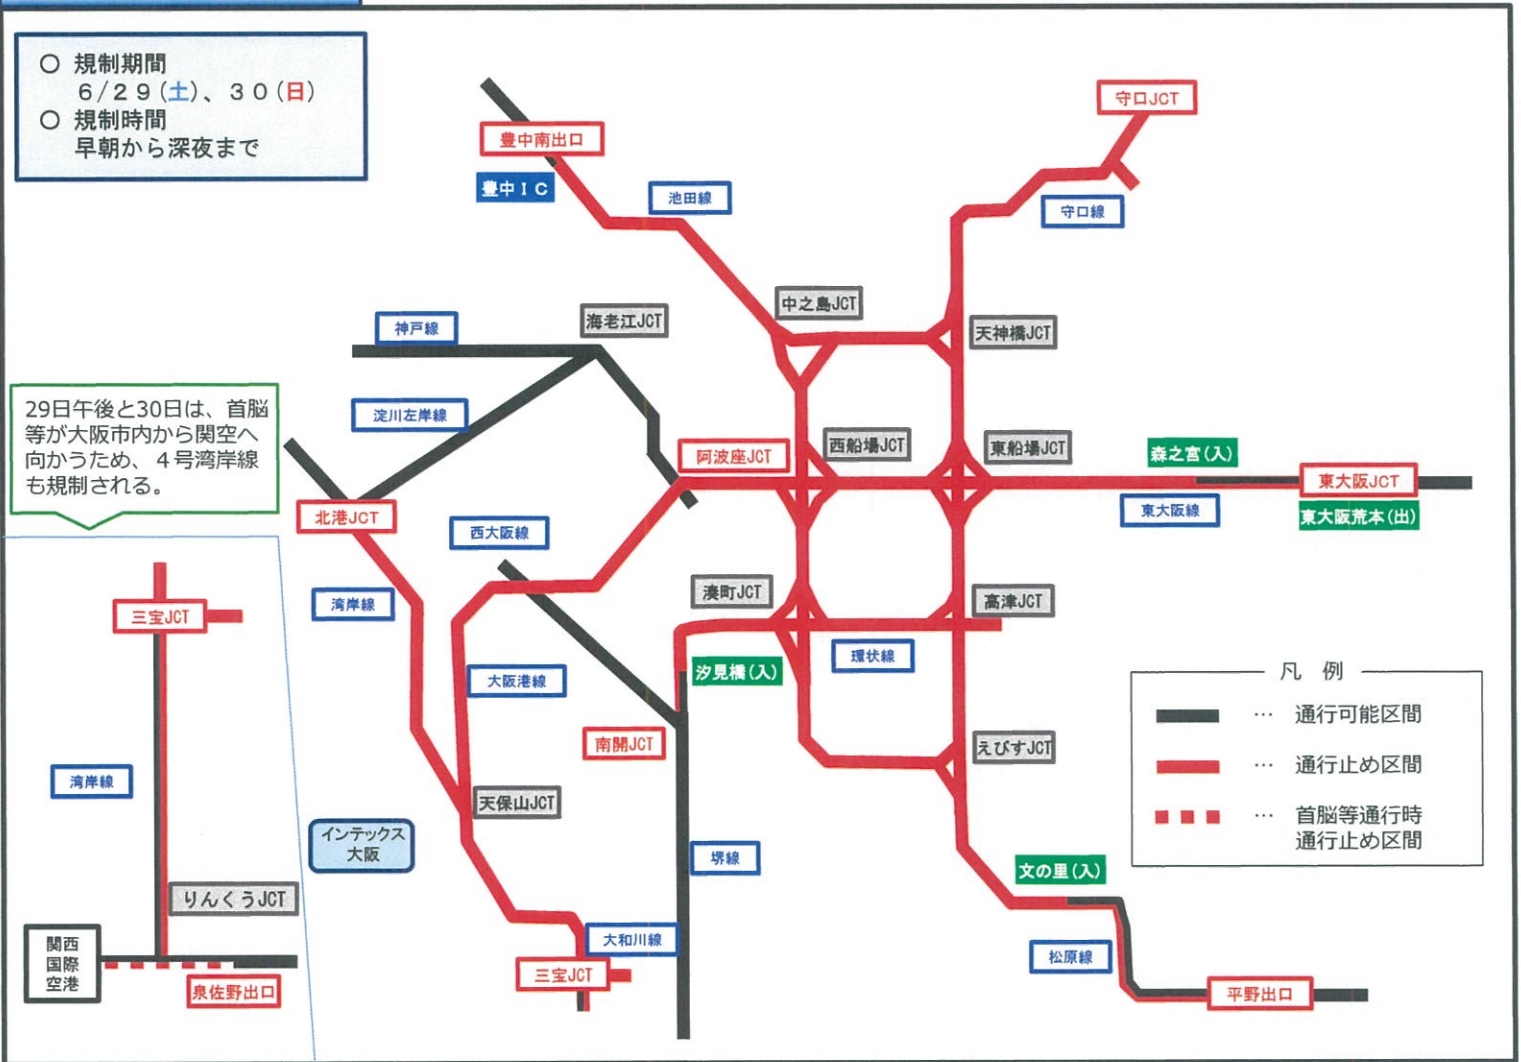 ○ 規制期間
６/２９（土）、３０（日）
○ 規制時間
早朝から深夜まで
守口JCT
豊中南出口
豊中ＩＣ
池田線
守口線
中之島JCT
海老江JCT
神戸線
天神橋JCT
29日午後と30日は、首脳
等が大阪市内から関空へ
向かうため、４号湾岸線
も規制される。
淀川左岸線
阿波座JCT
西船場JCT
東船場JCT
森之宮(入)
東大阪JCT
北港JCT
西大阪線
東大阪線
東大阪荒本(出)
湾岸線
湊町JCT
高津JCT
三宝JCT
環状線
汐見橋(入)
大阪港線
凡 例
… 通行可能区間
南開JCT
えびすJCT
… 通行止め区間
湾岸線
天保山JCT
… 首脳等通行時
通行止め区間
インテックス
大阪
堺線
文の里(入)
りんくうJCT
関西
国際
空港
大和川線
松原線
三宝JCT
泉佐野出口
平野出口